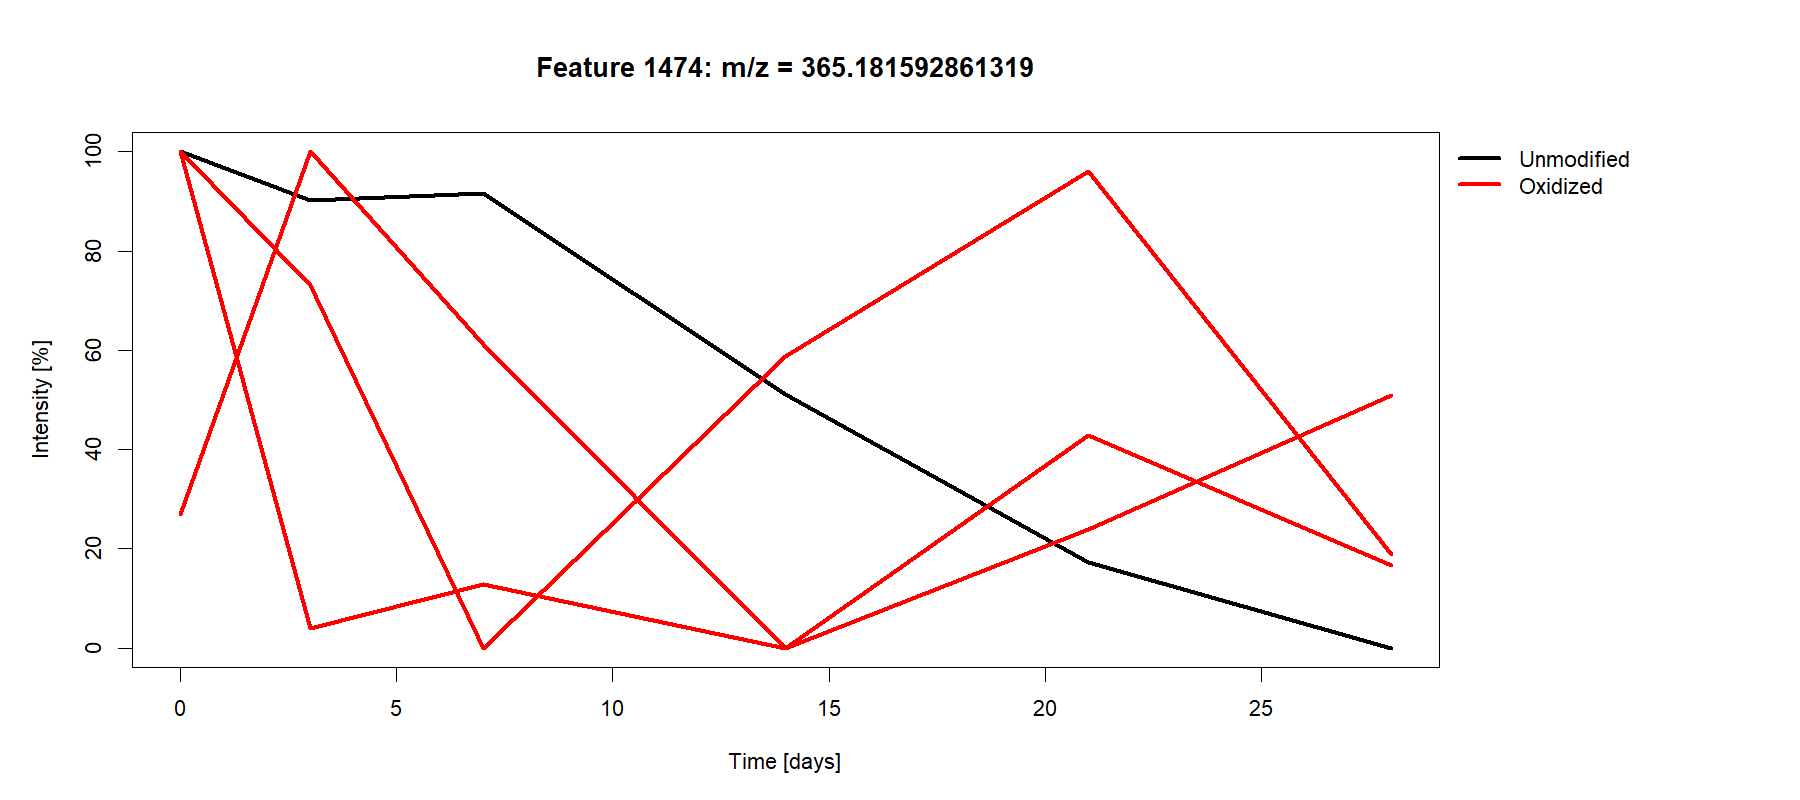 Feature 1474: m/z = 365.181592861319
Unmodified
Oxidized
Intensity [%]
100
80
60
40
20
0
0 5 10 15 20 25
Time [days]